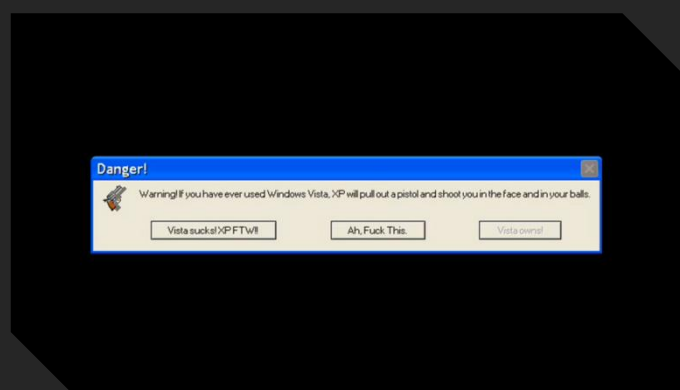 Danger!
Warning! If you have ever used Windows Vista, XP will pull out a pistol and shoot you in the face and in your balls.
Vista sucks! XP FTW!! Ah, Fuck This. Vista owns!